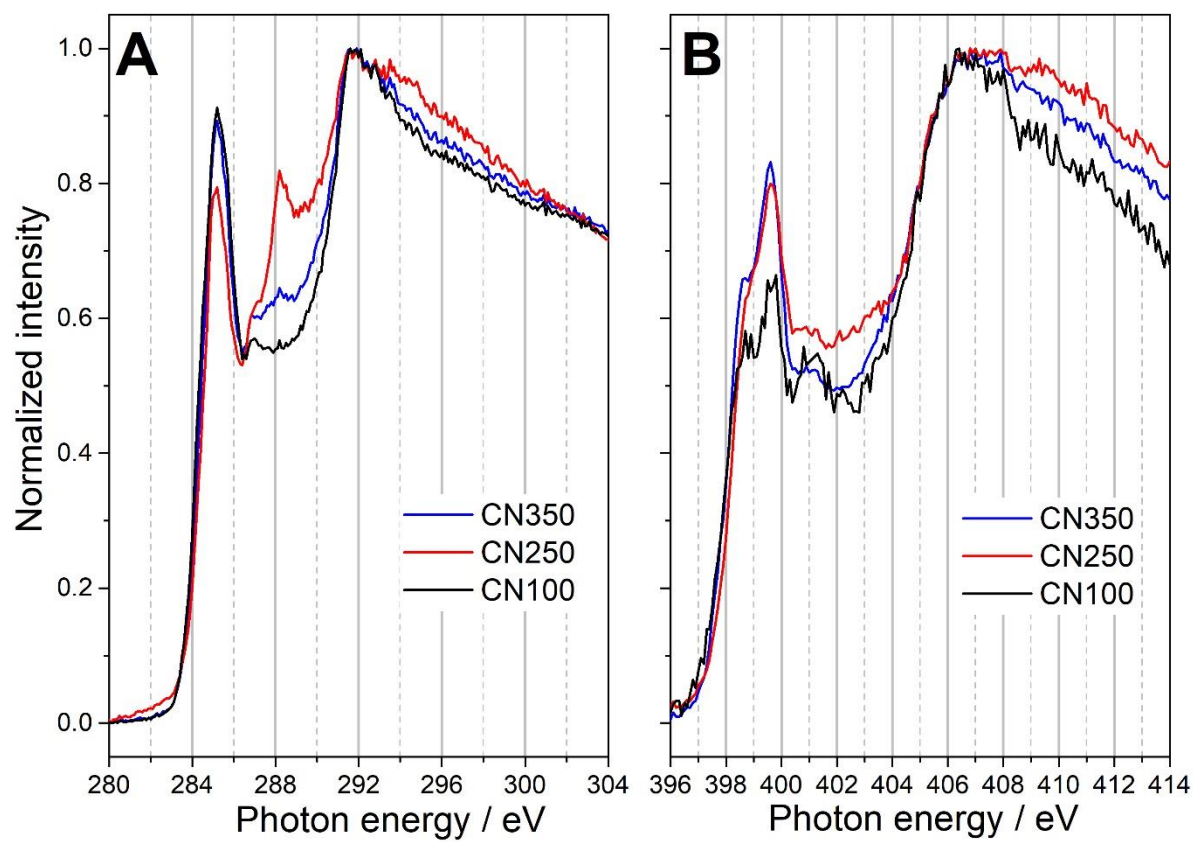 A
B
Normalized intensity
1.0
0.8
0.6
0.4
0.2
0.0
CN350
CN250
CN100
280 284 288 292 296 300 304
Photon energy / eV
CN350
CN250
CN100
396 398 400 402 404 406 408 410 412 414
Photon energy / eV